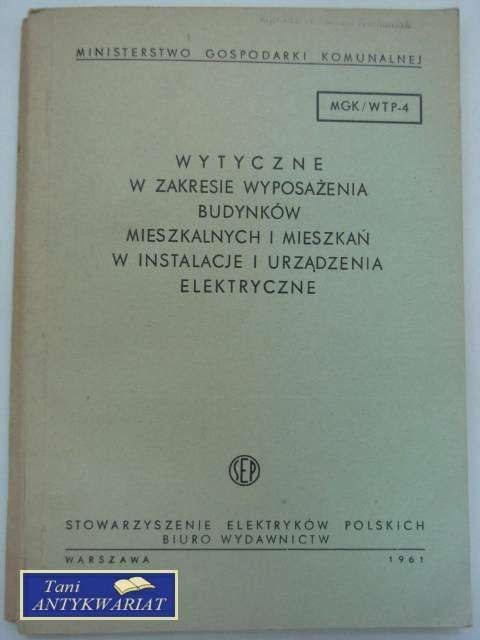 MINISTERSTWO GOSPODARKI KOMUNALNEJ
MGK/WTP-4
WYTYCZNE
W ZAKRESIE WYPOSAŻENIA
BUDYNKÓW
MIESZKALNYCH I MIESZKAŃ
W INSTALACJE I URZĄDZENIA
ELEKTRYCZNE
SEP
STOWARZYSZENIE ELEKTRYKÓW POLSKICH
BIURO WYDAWNICTW
WARSZAWA 1961
Tani
ANTYKWARIAT